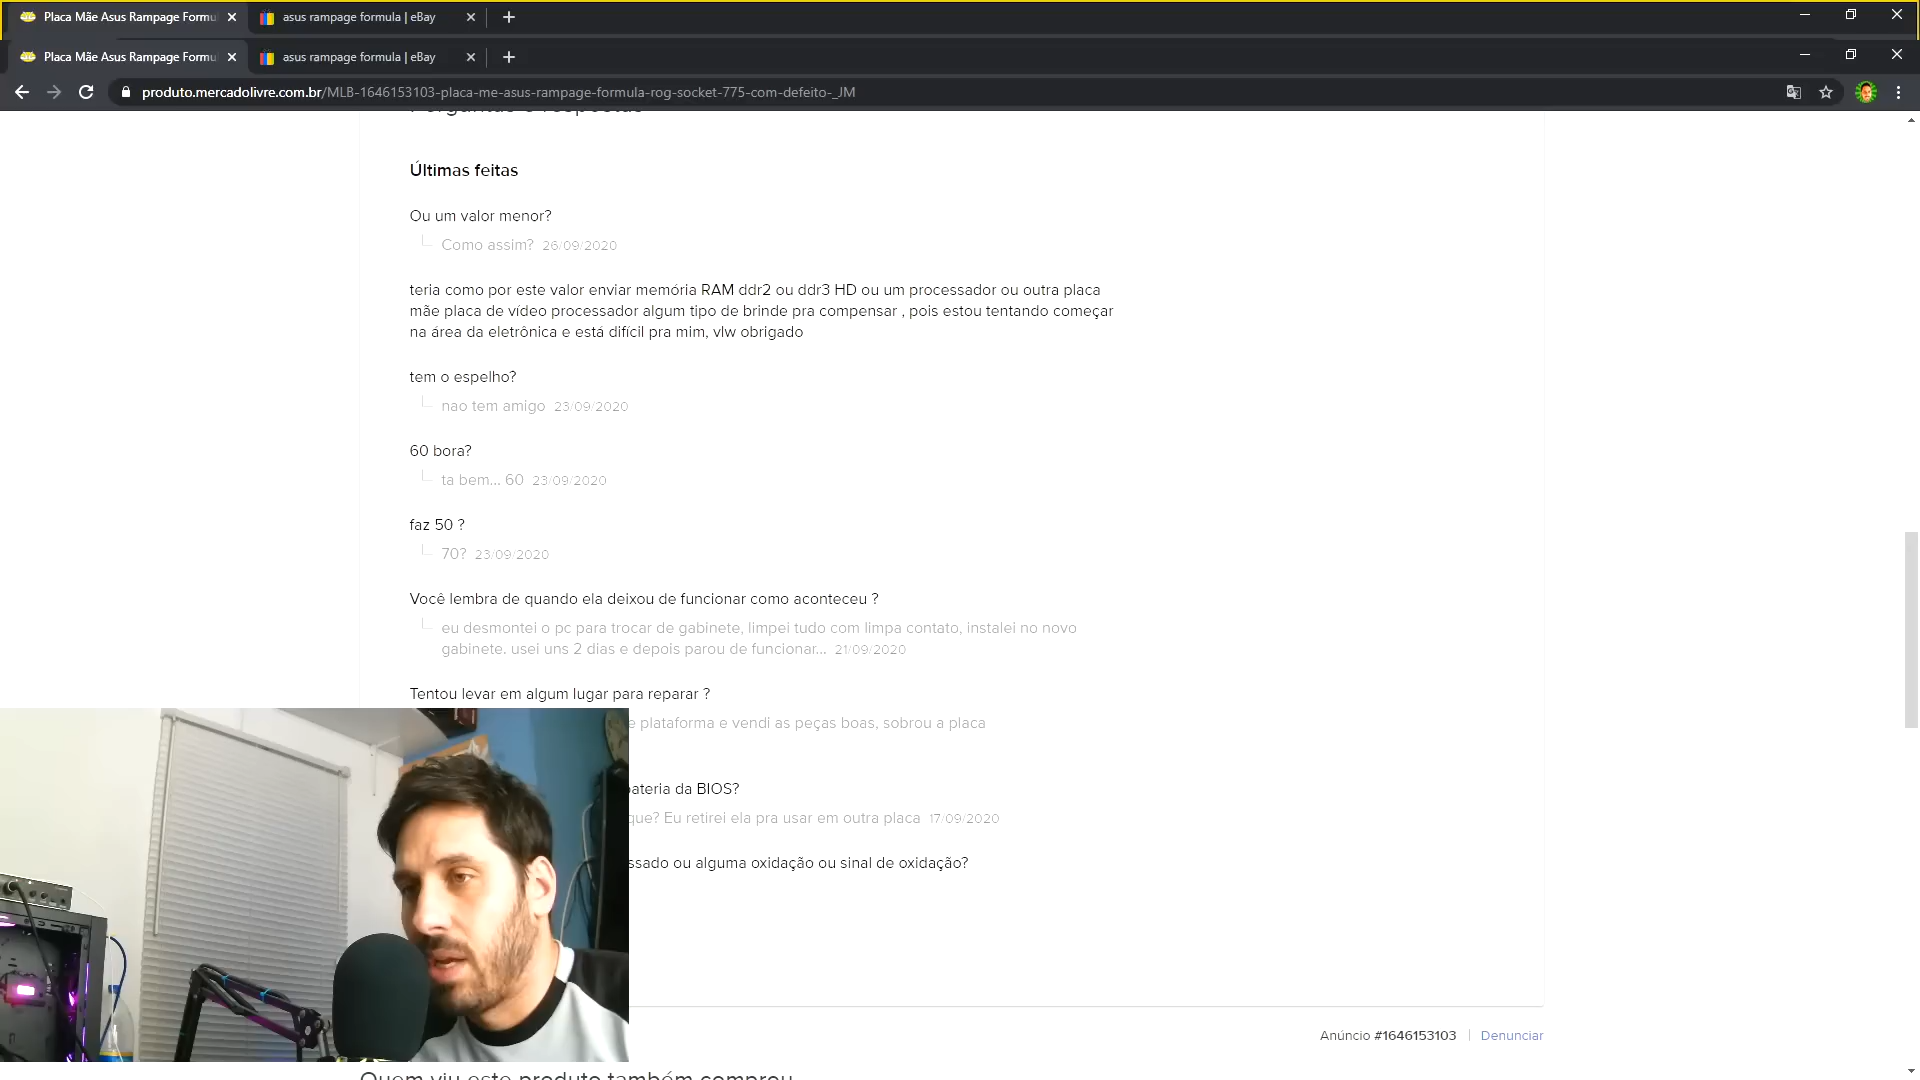 Placa Mãe Asus Rampage Formu
asus rampage formula | eBay
Placa Mãe Asus Rampage Formu
asus rampage formula | eBay
produto.mercadolivre.com.br/MLB-1646153103-placa-me-asus-rampage-formula-rog-socket-775-com-defeito-_JM
Perguntas e respostas
Últimas feitas
Ou um valor menor?
Como assim? 26/09/2020
teria como por este valor enviar memória RAM ddr2 ou ddr3 HD ou um processador ou outra placa
mãe placa de vídeo processador algum tipo de brinde pra compensar , pois estou tentando começar
na área da eletrônica e está difícil pra mim, vlw obrigado
tem o espelho?
nao tem amigo 23/09/2020
60 bora?
ta bem... 60 23/09/2020
faz 50 ?
70? 23/09/2020
Você lembra de quando ela deixou de funcionar como aconteceu ?
eu desmontei o pc para trocar de gabinete, limpei tudo com limpa contato, instalei no novo
gabinete. usei uns 2 dias e depois parou de funcionar... 21/09/2020
Tentou levar em algum lugar para reparar ?
e plataforma e vendi as peças boas, sobrou a placa
bateria da BIOS?
que? Eu retirei ela pra usar em outra placa 17/09/2020
ssado ou alguma oxidação ou sinal de oxidação?
Anúncio #1646153103
Denunciar
Quem viu este produto também comprou